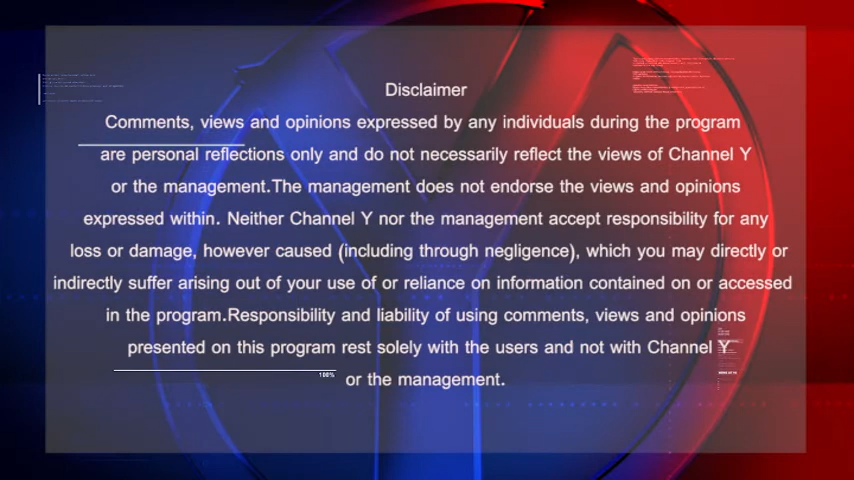 Disclaimer
Comments, views and opinions expressed by any individuals during the program
are personal reflections only and do not necessarily reflect the views of Channel Y
or the management.The management does not endorse the views and opinions
expressed within. Neither Channel Y nor the management accept responsibility for any
loss or damage, however caused (including through negligence), which you may directly or
indirectly suffer arising out of your use of or reliance on information contained on or accessed
in the program.Responsibility and liability of using comments, views and opinions
presented on this program rest solely with the users and not with Channel Y
100%
or the management.